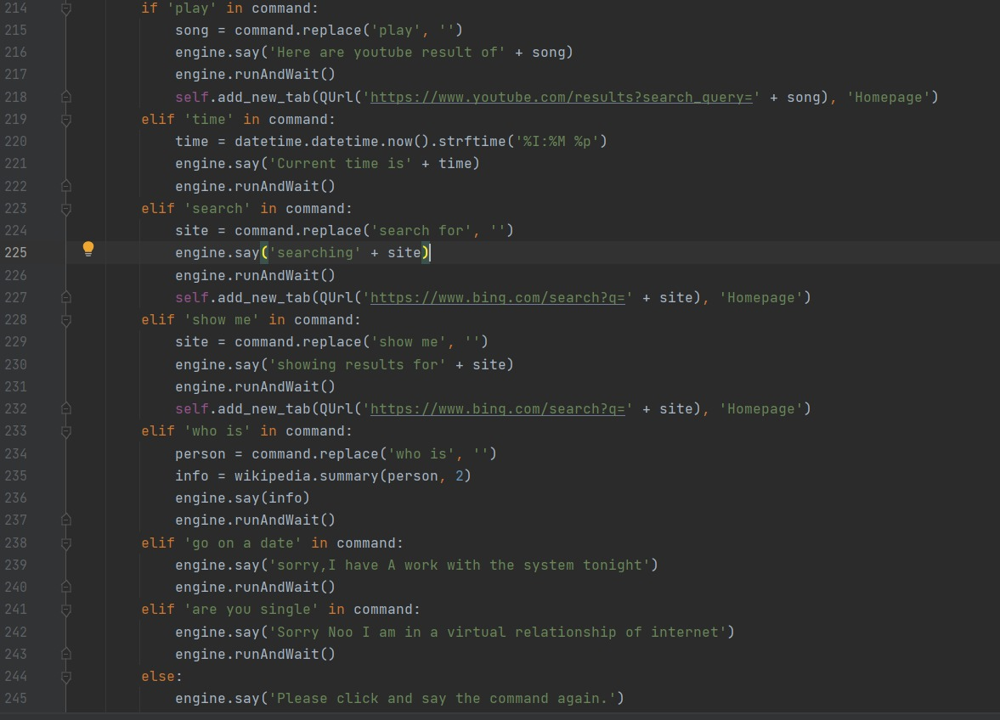 214 if 'play' in command:
215 song = command.replace('play', '')
216 engine.say('Here are youtube result of' + song)
217 engine.runAndWait()
218 self.add_new_tab(QUrl('https://www.youtube.com/results?search_query=' + song), 'Homepage')
219 elif 'time' in command:
220 time = datetime.datetime.now().strftime('%I:%M %p')
221 engine.say('Current time is' + time)
222 engine.runAndWait()
223 elif 'search' in command:
224 site = command.replace('search for', '')
225 engine.say('searching' + site)
226 engine.runAndWait()
227 self.add_new_tab(QUrl('https://www.bing.com/search?q=' + site), 'Homepage')
228 elif 'show me' in command:
229 site = command.replace('show me', '')
230 engine.say('showing results for' + site)
231 engine.runAndWait()
232 self.add_new_tab(QUrl('https://www.bing.com/search?q=' + site), 'Homepage')
233 elif 'who is' in command:
234 person = command.replace('who is', '')
235 info = wikipedia.summary(person, 2)
236 engine.say(info)
237 engine.runAndWait()
238 elif 'go on a date' in command:
239 engine.say('sorry,I have A work with the system tonight')
240 engine.runAndWait()
241 elif 'are you single' in command:
242 engine.say('Sorry Noo I am in a virtual relationship of internet')
243 engine.runAndWait()
244 else:
245 engine.say('Please click and say the command again.')